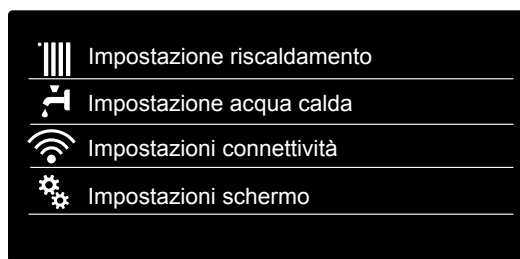 Impostazione riscaldamento
Impostazione acqua calda
Impostazioni connettività
Impostazioni schermo